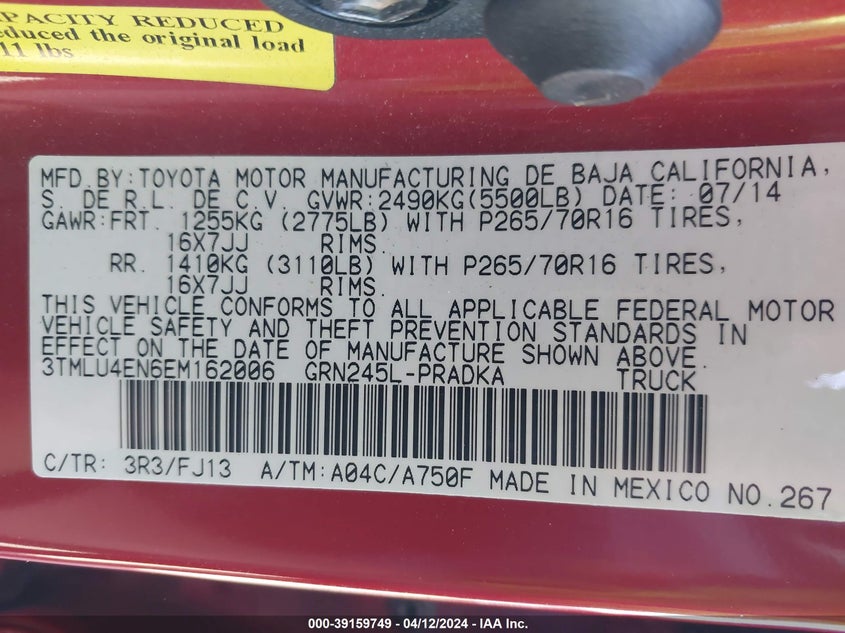 PACITY REDUCED
educed the original load
11 lbs
MFD.BY:TOYOTA MOTOR MANUFACTURING DE BAJA CALIFORNIA,
S. DE R.L. DE C.V. GVWR:2490KG(5500LB) DATE: 07/14
GAWR:FRT. 1255KG (2775LB) WITH P265/70R16 TIRES,
16X7JJ RIMS.
RR. 1410KG (3110LB) WITH P265/70R16 TIRES,
16X7JJ RIMS.
THIS VEHICLE CONFORMS TO ALL APPLICABLE FEDERAL MOTOR
VEHICLE SAFETY AND THEFT PREVENTION STANDARDS IN
EFFECT ON THE DATE OF MANUFACTURE SHOWN ABOVE.
3TMLU4EN6EM162006 GRN245L-PRADKA TRUCK
C/TR: 3R3/FJ13 A/TM:A04C/A750F MADE IN MEXICO NO.267
000-39159749 - 04/12/2024 - IAA Inc.